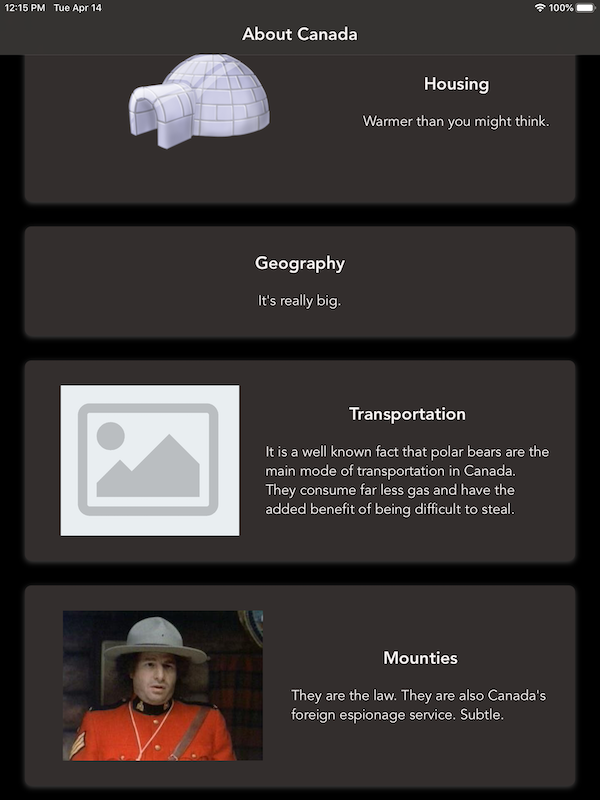 12:15 PM Tue Apr 14
100%
About Canada
Housing
Warmer than you might think.
Geography
It's really big.
Transportation
It is a well known fact that polar bears are the
main mode of transportation in Canada.
They consume far less gas and have the
added benefit of being difficult to steal.
Mounties
They are the law. They are also Canada's
foreign espionage service. Subtle.